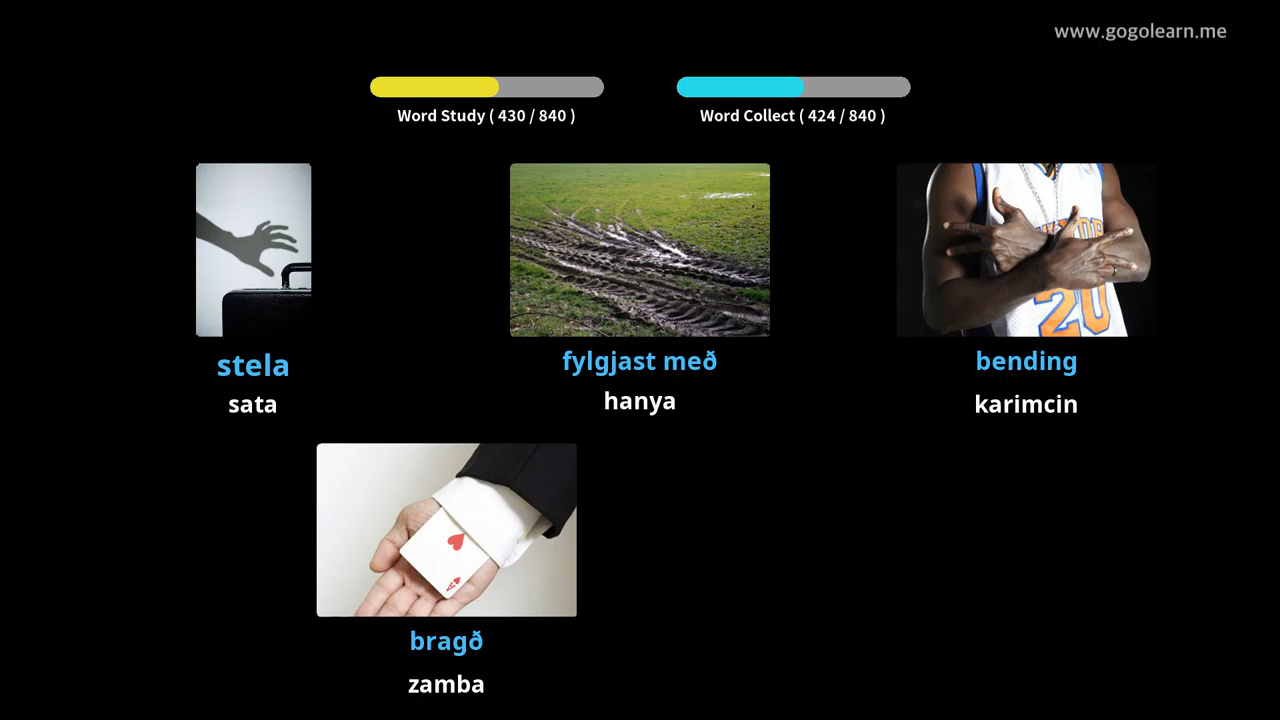 www.gogolearn.me
Word Study ( 430 / 840 )
Word Collect ( 424 / 840 )
stela
sata
fylgjast með
hanya
bending
karimcin
bragð
zamba
20
A